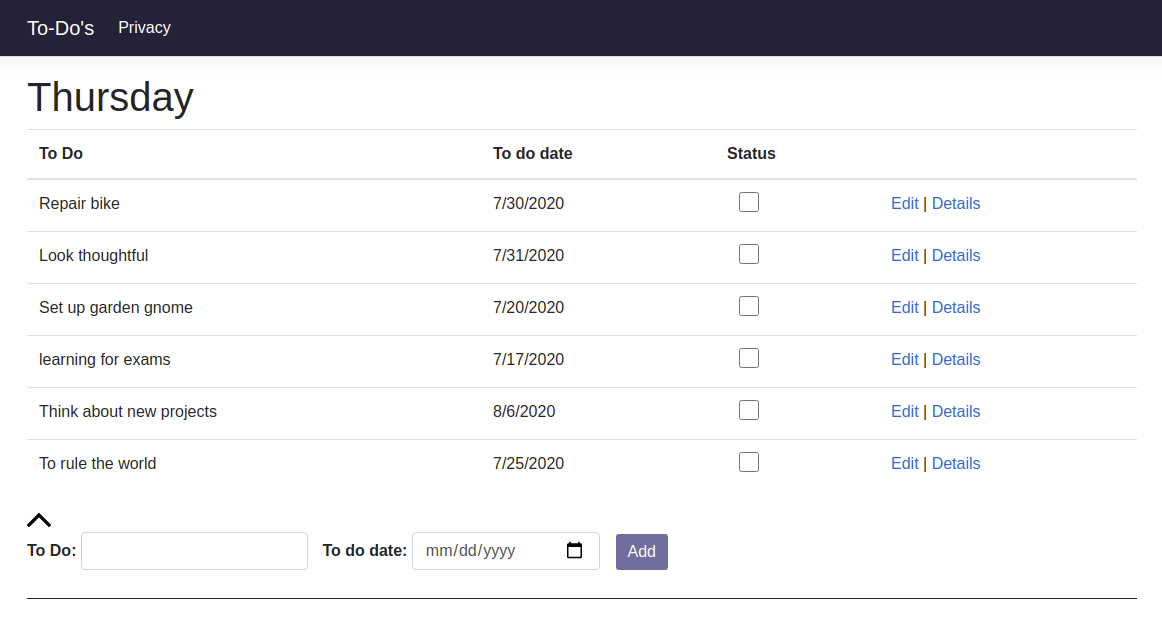 To-Do's Privacy
Thursday
To Do To do date Status
Repair bike 7/30/2020 Edit | Details
Look thoughtful 7/31/2020 Edit | Details
Set up garden gnome 7/20/2020 Edit | Details
learning for exams 7/17/2020 Edit | Details
Think about new projects 8/6/2020 Edit | Details
To rule the world 7/25/2020 Edit | Details
To Do: To do date: mm/dd/yyyy Add